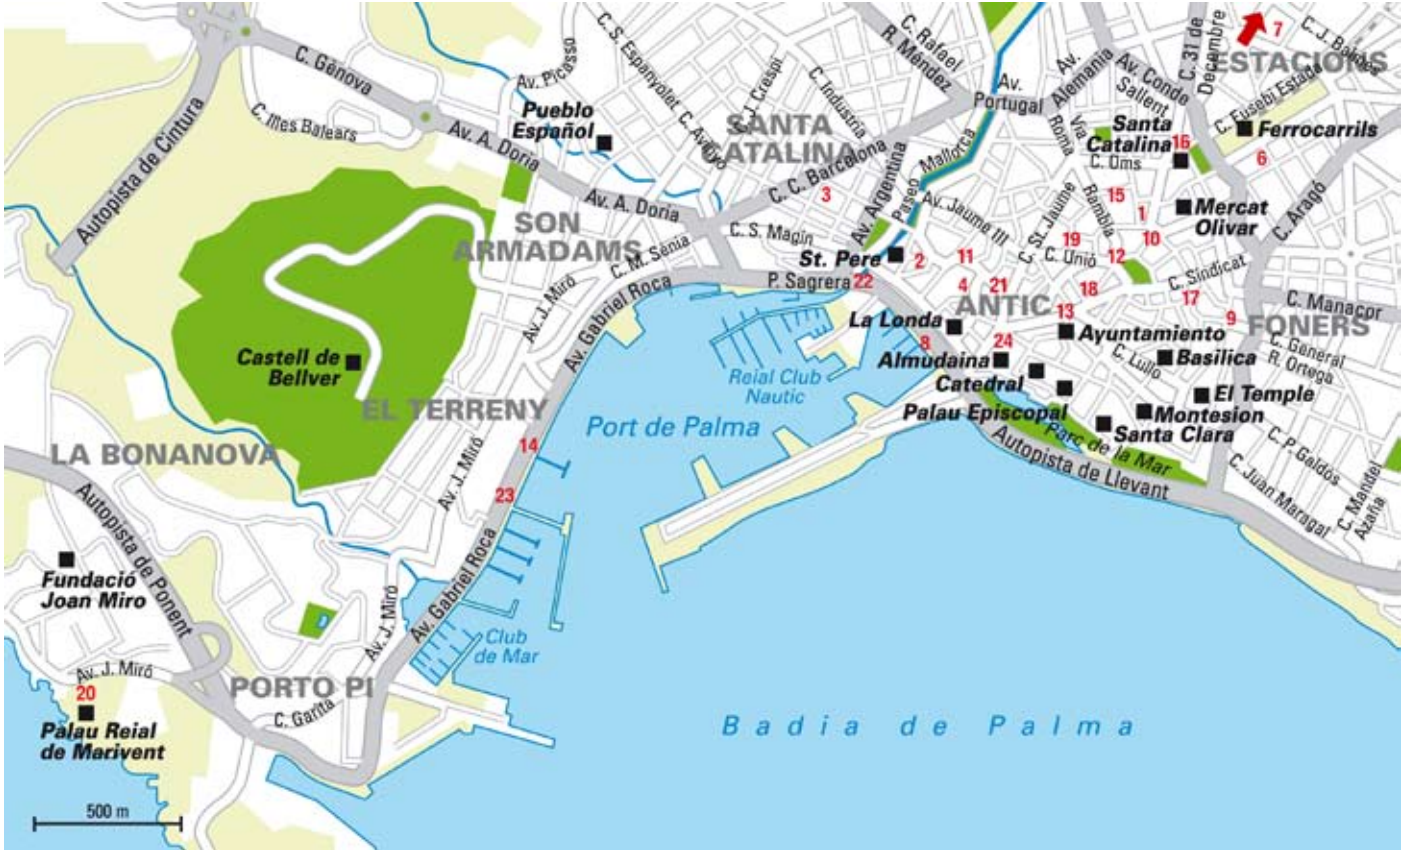 C. Génova
Av. Picasso
C. S. Espanyolet
C. Avinyo
C. J. Crespi
C. Industria
C. Rafael
R. Méndez
Av.
Portugal
Av.
Alemania
Av. Conde
Sallent
C. 31 de
Decembre
7
C. J. Balmes
ESTACIONS
C. Eusebi Estada
Autopista de Cintura
C. Illes Balears
Av. A. Doria
Pueblo
Español
SANTA
CATALINA
C. C. Barcelona
Av. Argentina
Paseo Mallorca
Via
Roma
Santa
Catalina
16
C. Oms
Ferrocarrils
6
3
Av. Jaume III
C. St. Jaume
Rambla
15
1
Mercat
Olivar
C. Aragó
SON
ARMADAMS
Av. A. Doria
C. M. Sénia
C. S. Magín
St. Pere
2
11
19
C. Unió
12
10
C. Sindicat
P. Sagrera
22
4
21
ANTIC
18
13
17
9
C. Manacor
FONERS
Av. J. Miró
Av. Gabriel Roca
La Londa
8
Almudaina
24
Ayuntamiento
C. Lullo
Basilica
C. General
R. Ortega
Castell de
Bellver
Reial Club
Nautic
Catedral
Palau Episcopal
El Temple
Montesion
Santa Clara
EL TERRENY
Port de Palma
Parc de la Mar
Autopista de Llevant
C. P. Galdós
C. Juan Maragal
C. Mandel
Azaña
LA BONANOVA
14
Av. J. Miró
23
Autopista de Ponent
Av. Gabriel Roca
Fundació
Joan Miro
Av. J. Miró
Club
de Mar
Av. J. Miró
20
PORTO PI
C. Garita
Palau Reial
de Marivent
Badia de Palma
500 m